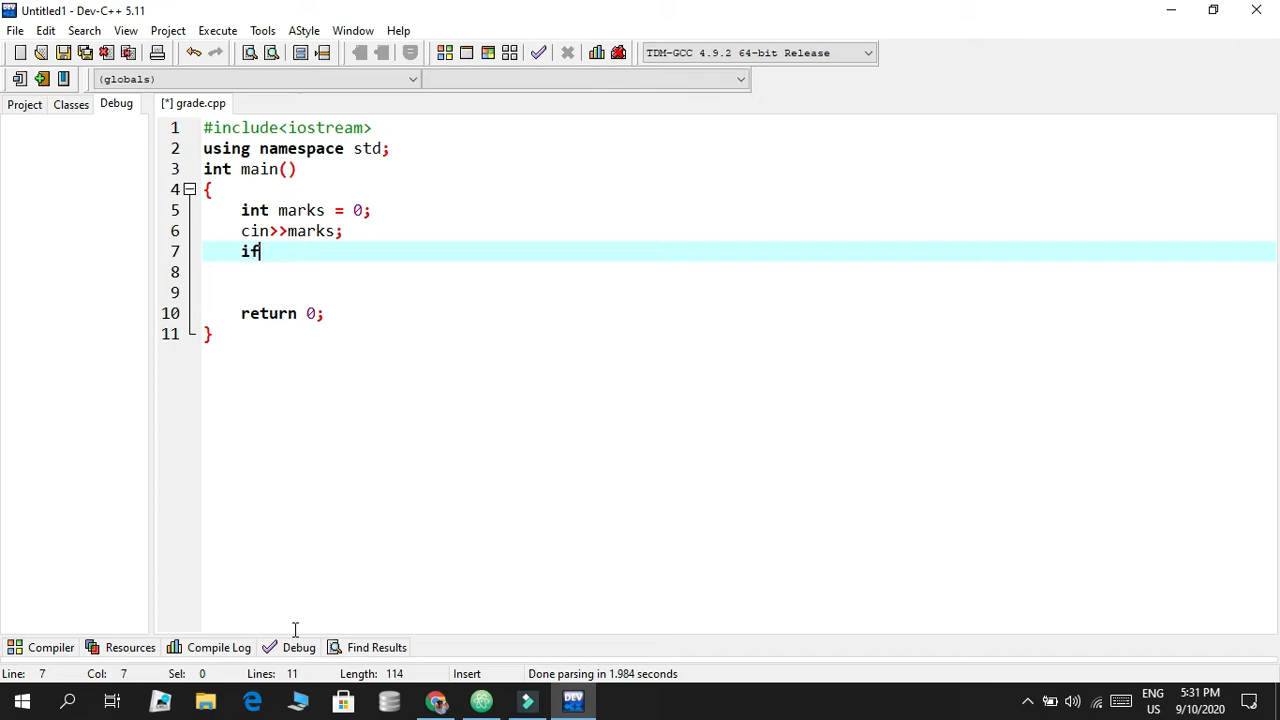 Untitled1 - Dev-C++ 5.11
File Edit Search View Project Execute Tools AStyle Window Help
TDM-GCC 4.9.2 64-bit Release
(globals)
Project Classes Debug [*] grade.cpp
1 #include<iostream>
2 using namespace std;
3 int main()
4 {
5 int marks = 0;
6 cin>>marks;
7 if
8
9
10 return 0;
11 }
Compiler Resources Compile Log Debug Find Results
Line: 7 Col: 7 Sel: 0 Lines: 11 Length: 114 Insert Done parsing in 1.984 seconds
DEV
ENG 5:31 PM
US 9/10/2020